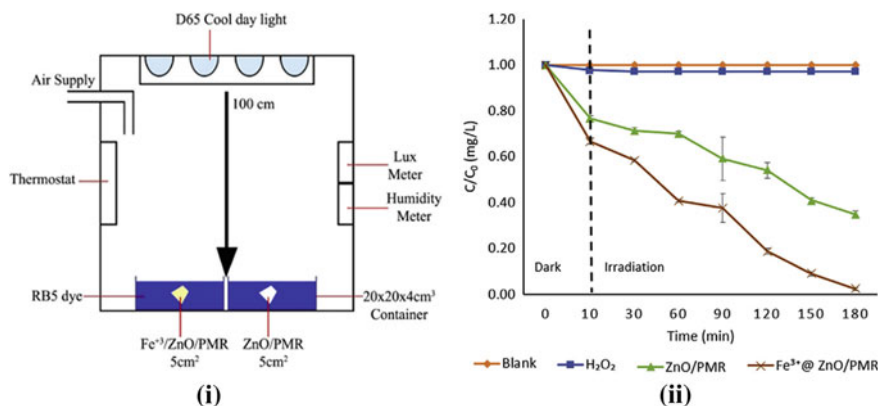 D65 Cool day light
Air Supply
100 cm
Thermostat
Lux
Meter
Humidity
Meter
RB5 dye
20x20x4cm³
Container
Fe⁺³/ZnO/PMR
5cm²
ZnO/PMR
5cm²
(i)
1.20
1.00
0.80
0.60
0.40
0.20
0.00
C/C₀ (mg/L)
Dark
Irradiation
0 10 30 60 90 120 150 180
Time (min)
Blank H₂O₂ ZnO/PMR Fe³⁺@ ZnO/PMR
(ii)